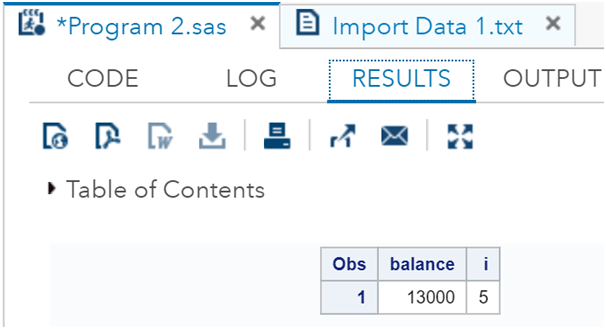 *Program 2.sas × Import Data 1.txt ×
CODE LOG RESULTS OUTPUT
Table of Contents
Obs balance i
1 13000 5